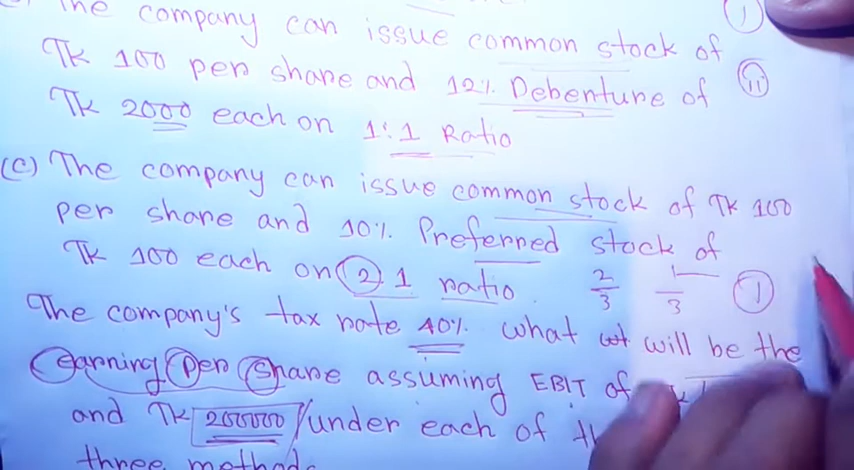 The company can issue common stock of
Tk 100 per share and 12% Debenture of
Tk 2000 each on 1:1 Ratio
(C) The company can issue common stock of Tk 100
per share and 10% Preferred stock of
Tk 100 each on 2:1 ratio 2/3 1/3
The company's tax rate 40% what will be the
Earning Per Share assuming EBIT of
and Tk 200000 under each of
three methods